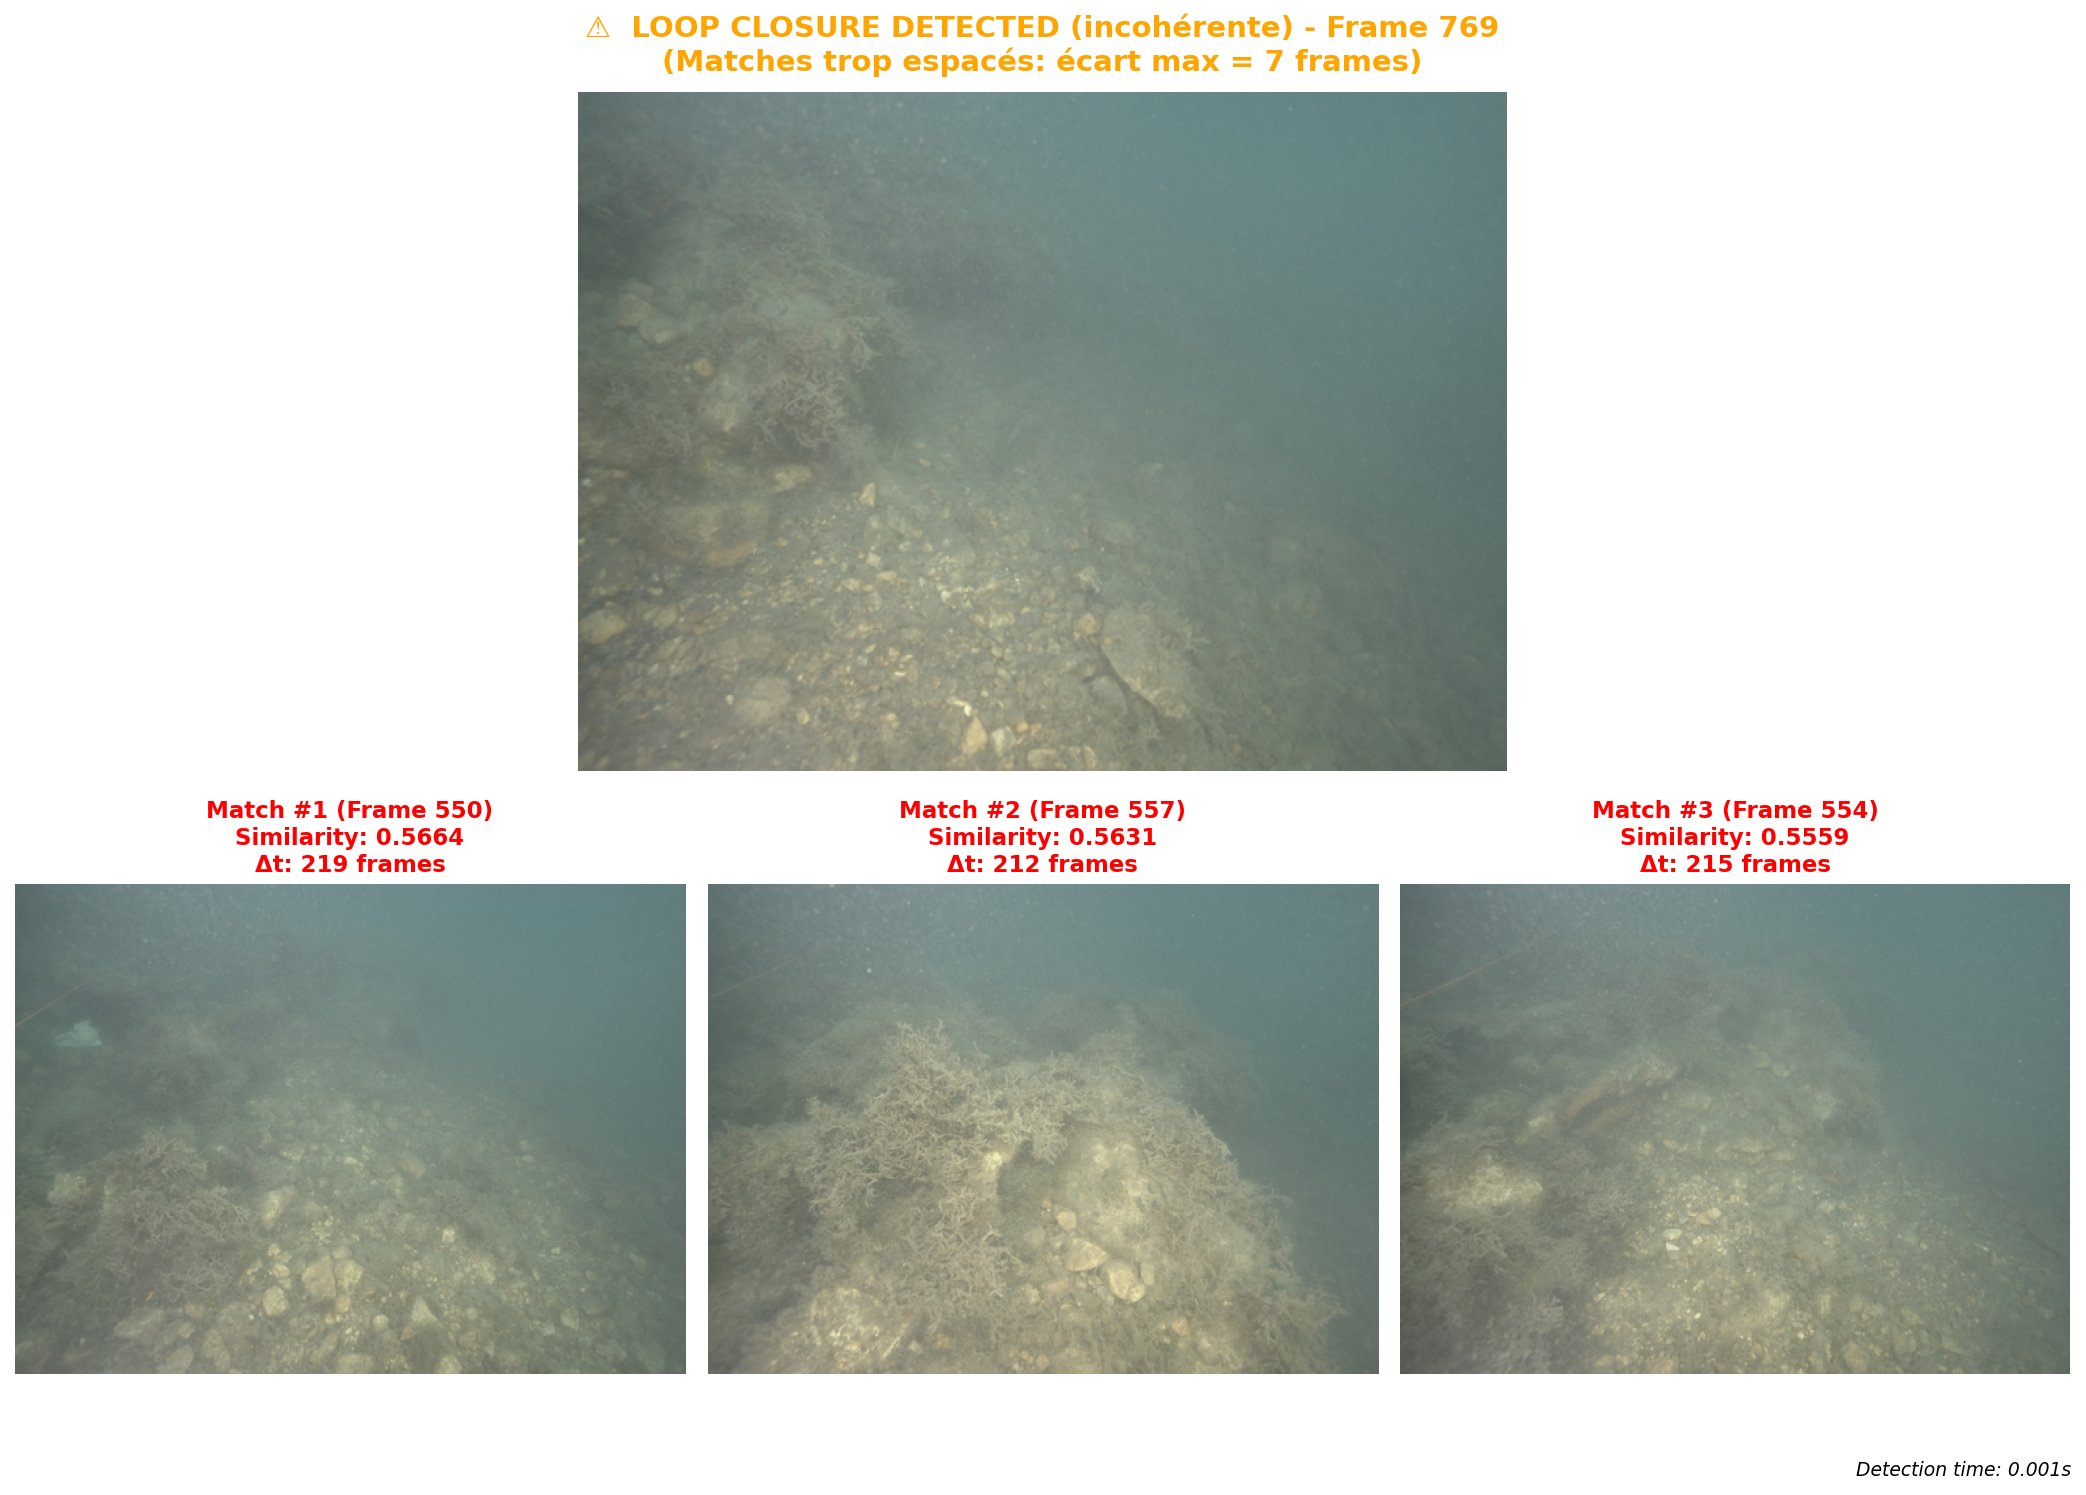 ⚠ LOOP CLOSURE DETECTED (incohérente) - Frame 769
(Matches trop espacés: écart max = 7 frames)
Match #1 (Frame 550)
Similarity: 0.5664
Δt: 219 frames
Match #2 (Frame 557)
Similarity: 0.5631
Δt: 212 frames
Match #3 (Frame 554)
Similarity: 0.5559
Δt: 215 frames
Detection time: 0.001s